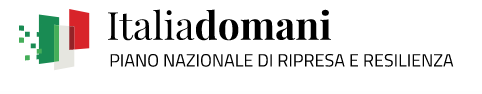 Italiadomani
PIANO NAZIONALE DI RIPRESA E RESILIENZA